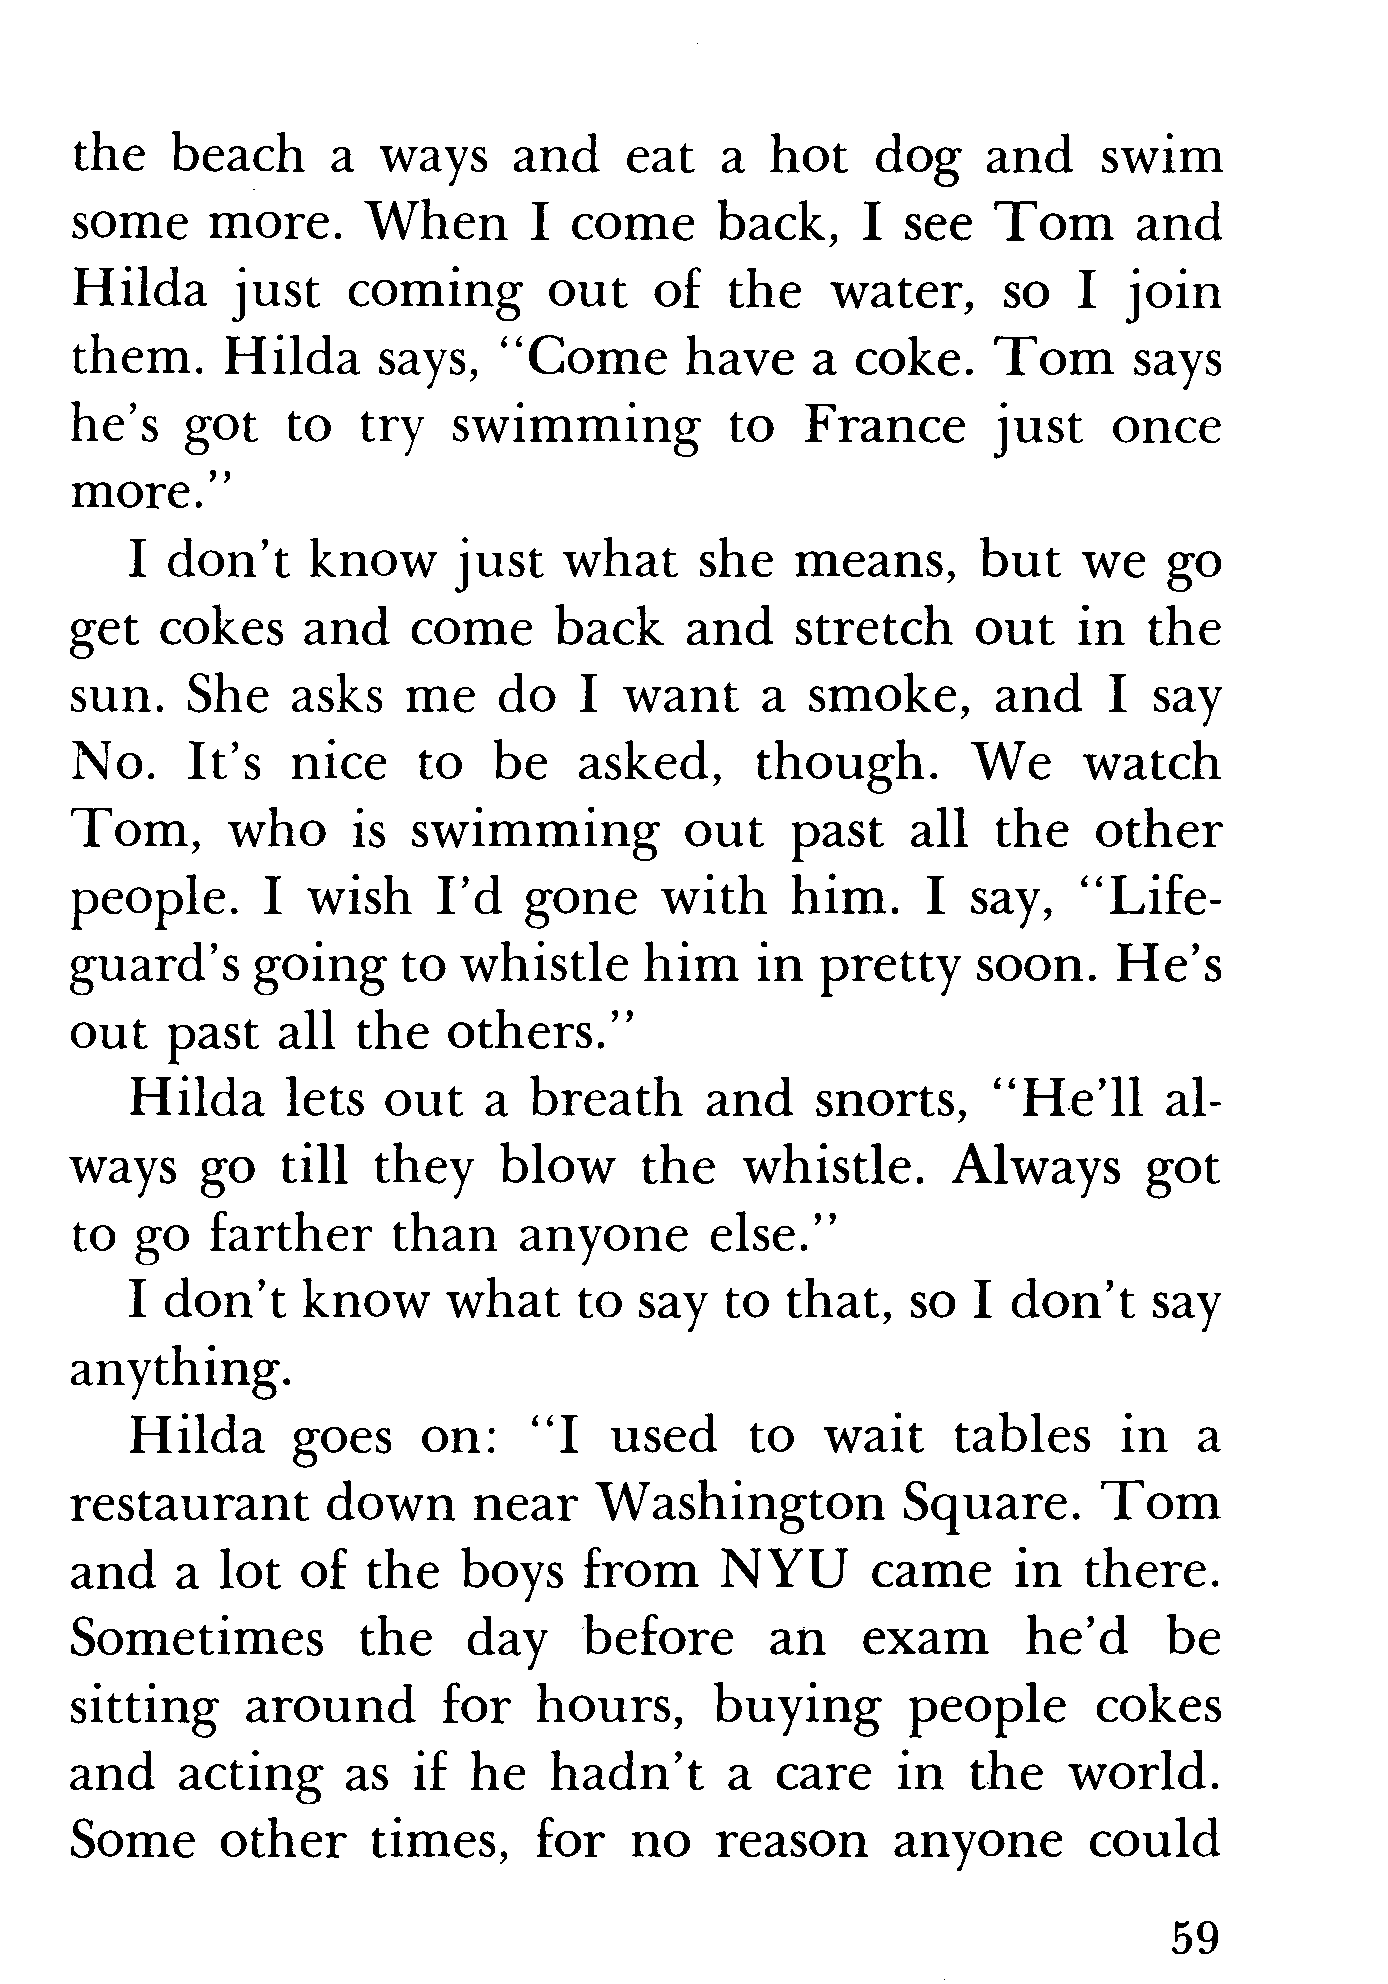 the beach a ways and eat a hot dog and swim
some more. When I come back, I see Tom and
Hilda just coming out of the water, so I join
them. Hilda says, “Come have a coke. Tom says
he’s got to try swimming to France just once
more.”
I don’t know just what she means, but we go
get cokes and come back and stretch out in the
sun. She asks me do I want a smoke, and I say
No. It’s nice to be asked, though. We watch
Tom, who is swimming out past all the other
people. I wish I’d gone with him. I say, “Life-
guard’s going to whistle him in pretty soon. He’s
out past all the others.”
Hilda lets out a breath and snorts, “He’ll al-
ways go till they blow the whistle. Always got
to go farther than anyone else.”
I don’t know what to say to that, so I don’t say
anything.
Hilda goes on: “I used to wait tables in a
restaurant down near Washington Square. Tom
and a lot of the boys from NYU came in there.
Sometimes the day before an exam he’d be
sitting around for hours, buying people cokes
and acting as if he hadn’t a care in the world.
Some other times, for no reason anyone could
59